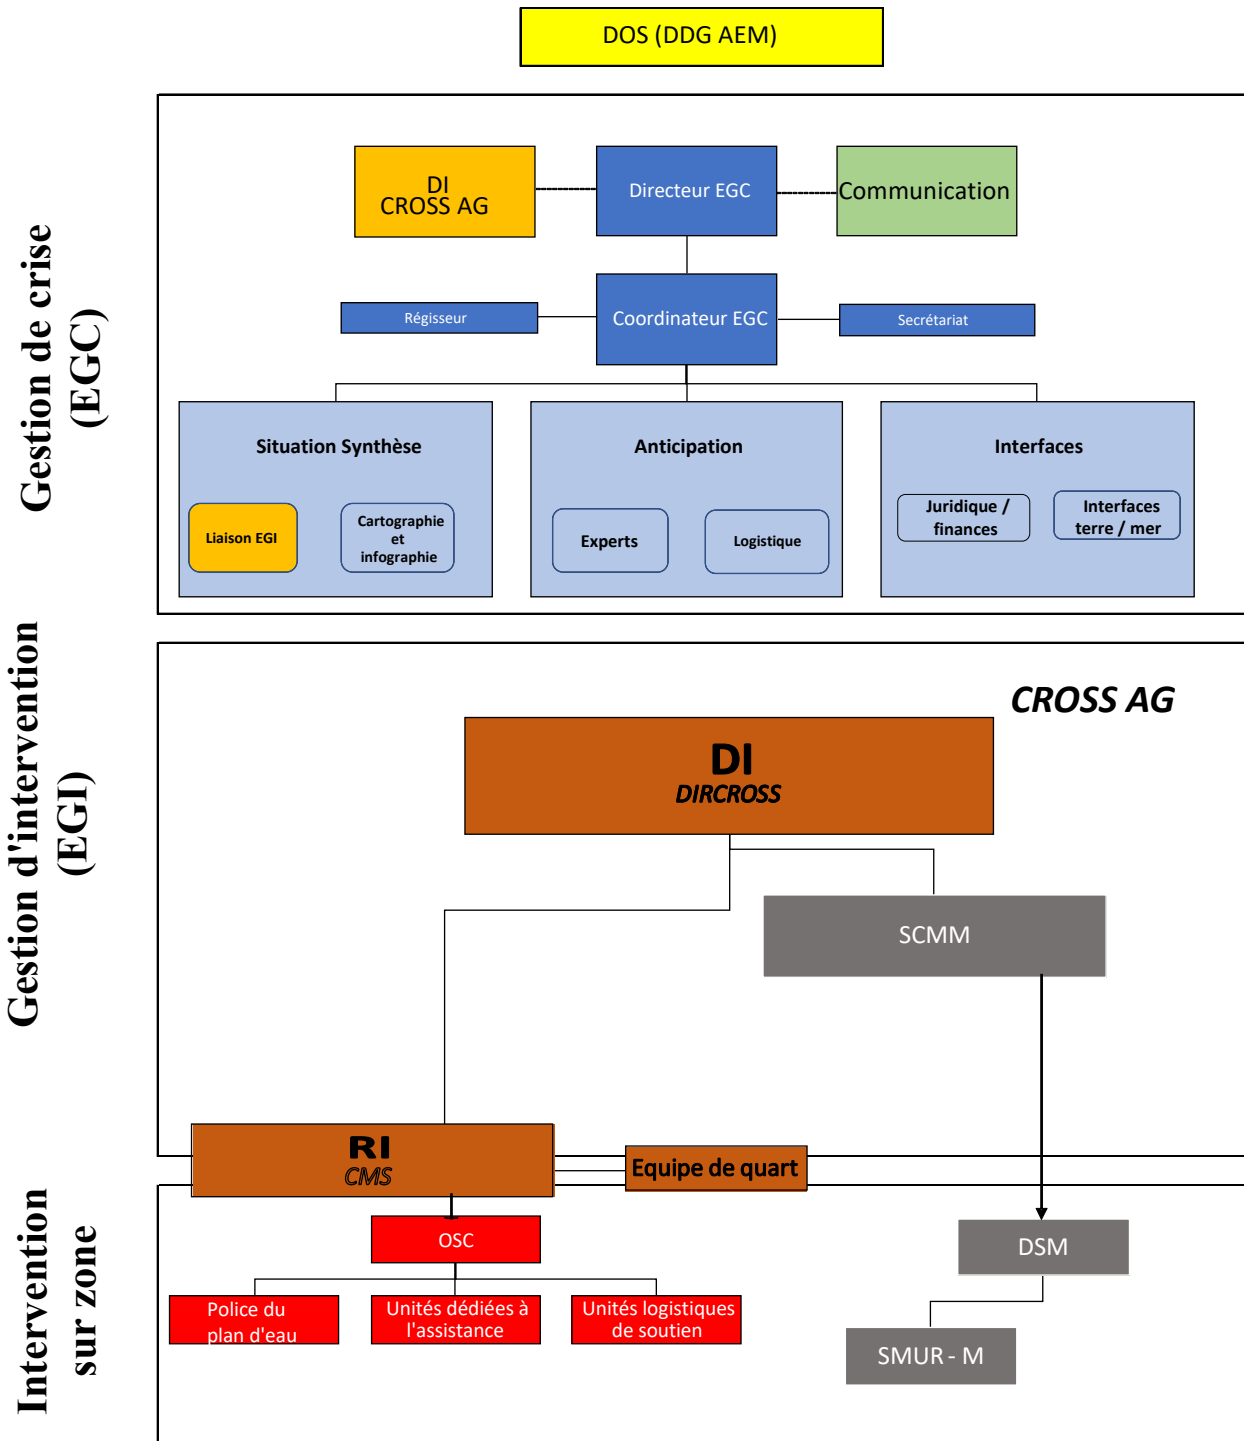 DOS (DDG AEM)
Gestion de crise
(EGC)
DI
CROSS AG
Directeur EGC
Communication
Régisseur
Coordinateur EGC
Secrétariat
Situation Synthèse
Liaison EGI
Cartographie
et
infographie
Anticipation
Experts
Logistique
Interfaces
Juridique /
finances
Interfaces
terre / mer
Gestion d'intervention
(EGI)
CROSS AG
DI
DIRCROSS
SCMM
RI
CMS
Equipe de quart
Intervention
sur zone
OSC
Police du
plan d'eau
Unités dédiées à
l'assistance
Unités logistiques
de soutien
DSM
SMUR - M